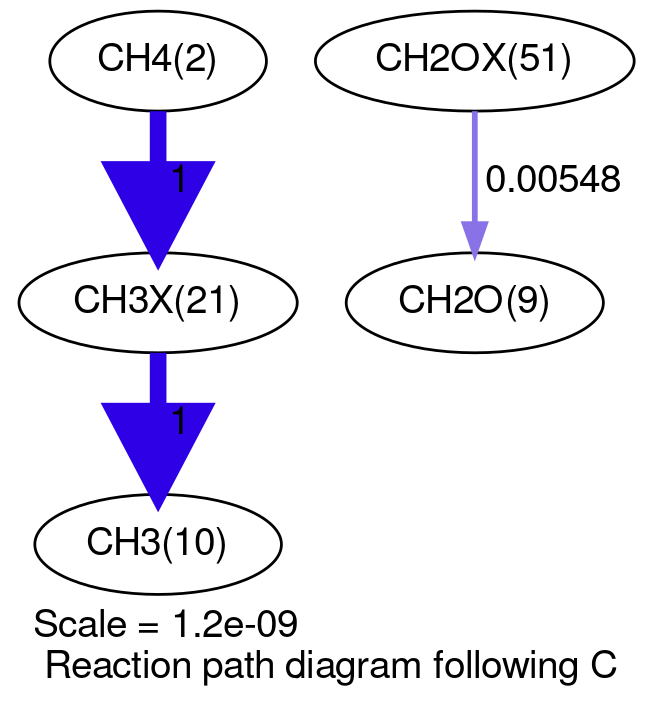 CH4(2)
CH2OX(51)
1
0.00548
CH3X(21)
CH2O(9)
1
CH3(10)
Scale = 1.2e-09
Reaction path diagram following C